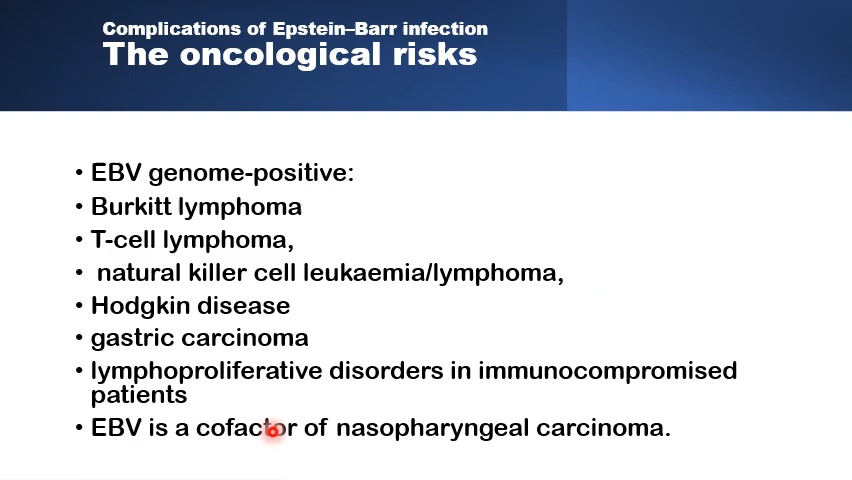 Complications of Epstein–Barr infection
The oncological risks
• EBV genome-positive:
• Burkitt lymphoma
• T-cell lymphoma,
• natural killer cell leukaemia/lymphoma,
• Hodgkin disease
• gastric carcinoma
• lymphoproliferative disorders in immunocompromised
patients
• EBV is a cofactor of nasopharyngeal carcinoma.